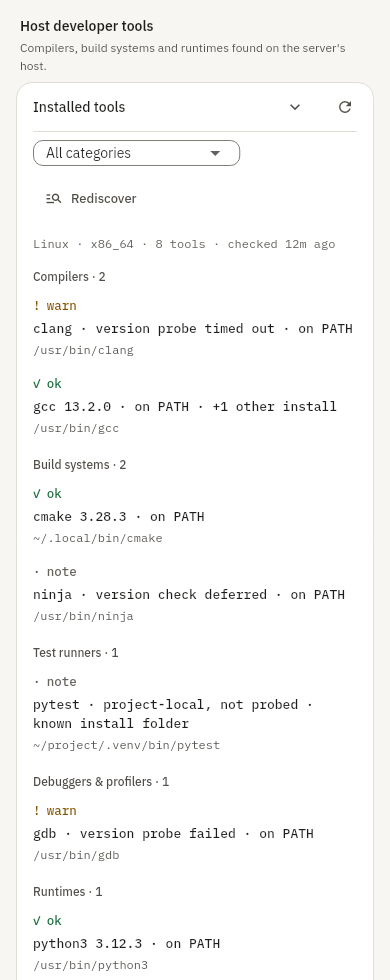 Host developer tools
Compilers, build systems and runtimes found on the server's
host.
Installed tools
All categories
Rediscover
Linux · x86_64 · 8 tools · checked 12m ago
Compilers · 2
! warn
clang · version probe timed out · on PATH
/usr/bin/clang
√ ok
gcc 13.2.0 · on PATH · +1 other install
/usr/bin/gcc
Build systems · 2
√ ok
cmake 3.28.3 · on PATH
~/.local/bin/cmake
· note
ninja · version check deferred · on PATH
/usr/bin/ninja
Test runners · 1
· note
pytest · project-local, not probed ·
known install folder
~/project/.venv/bin/pytest
Debuggers & profilers · 1
! warn
gdb · version probe failed · on PATH
/usr/bin/gdb
Runtimes · 1
√ ok
python3 3.12.3 · on PATH
/usr/bin/python3